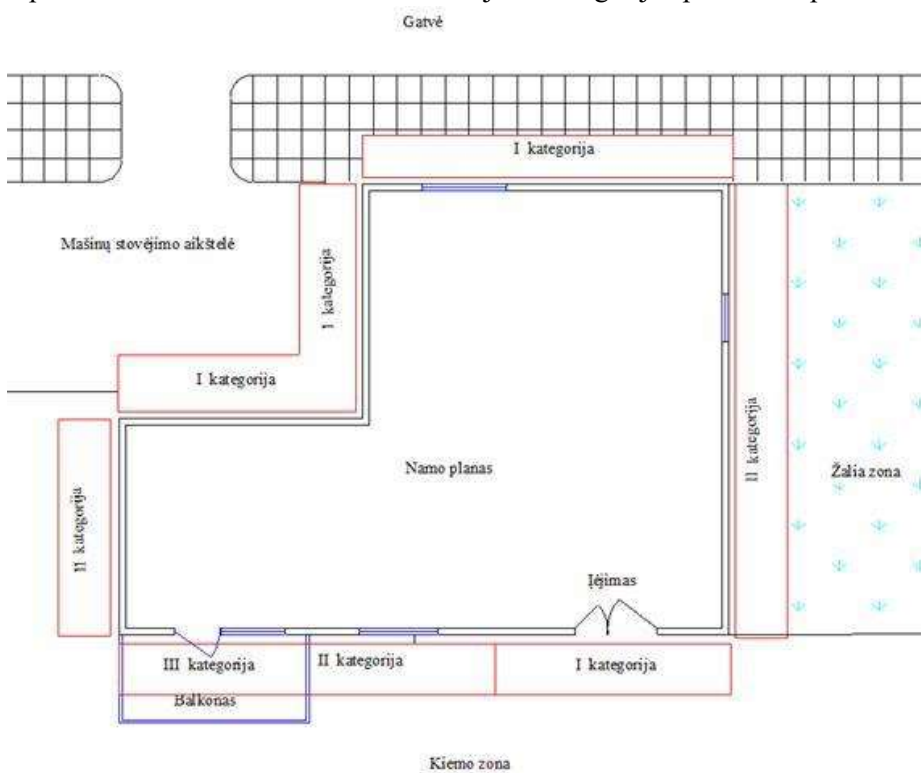 Gatvė
I kategorija
Mašinų stovėjimo aikštelė
I kategorija
I kategorija
II kategorija
Namo planas
II kategorija
Žalia zona
Įėjimas
III kategorija
II kategorija
I kategorija
Balkonas
Kiemo zona